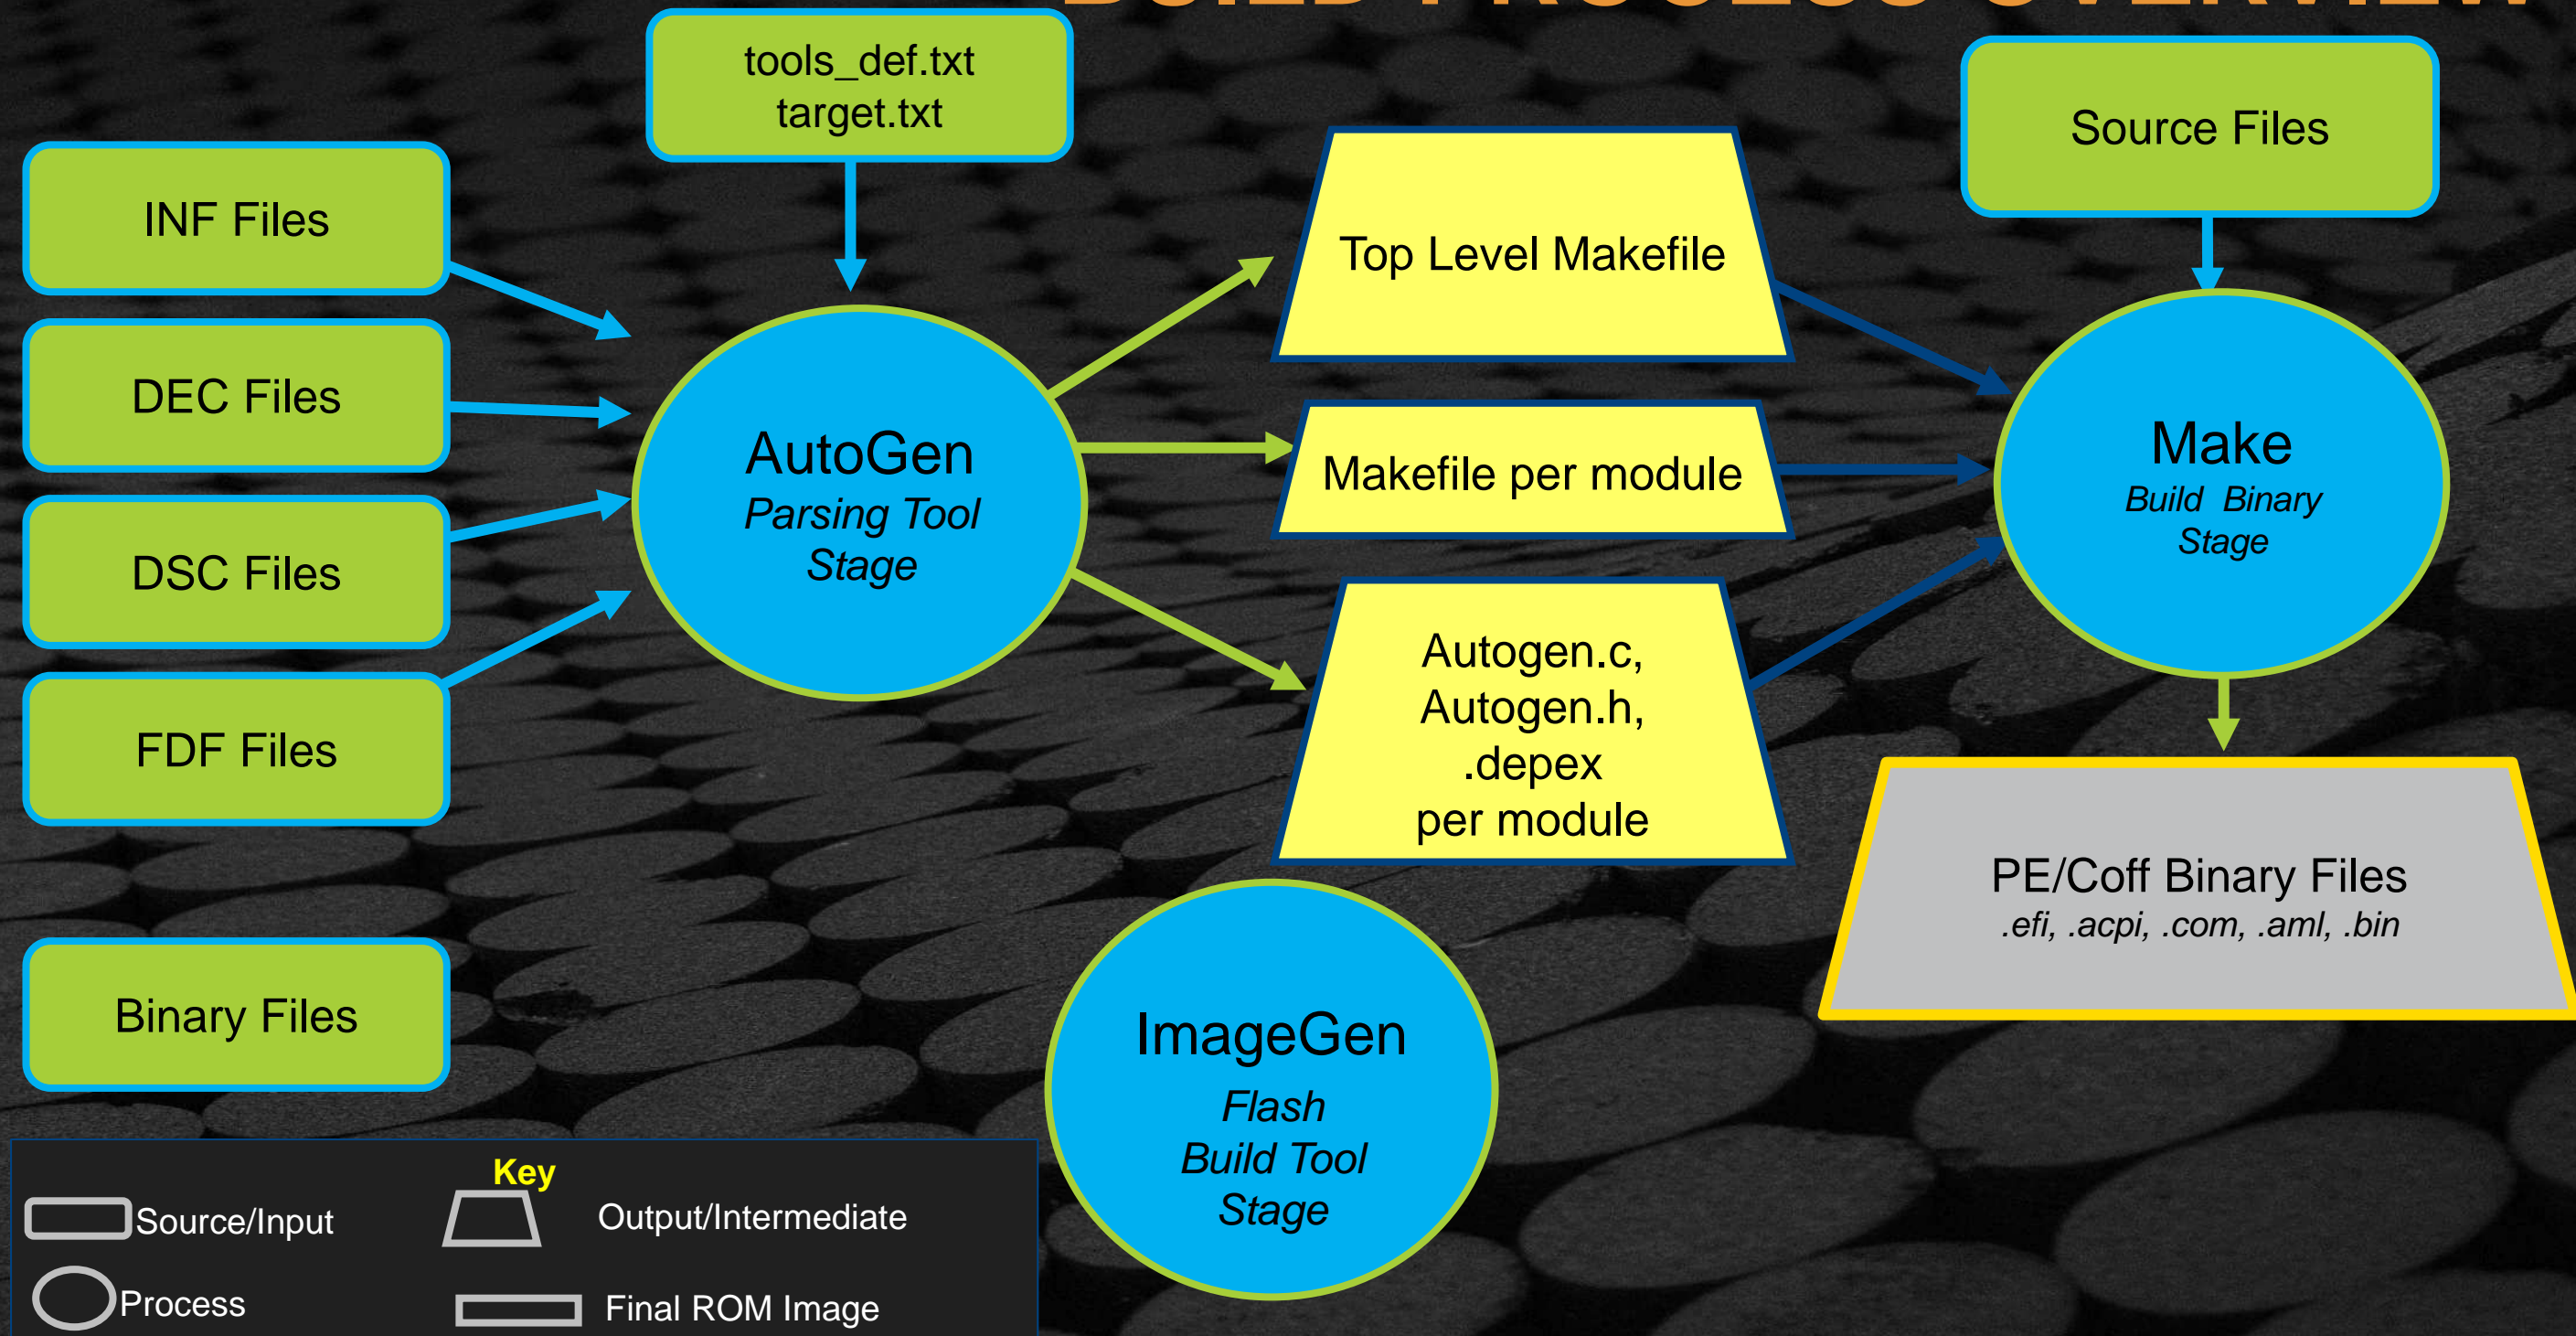 BUILD PROCESS OVERVIEW
tools_def.txt
target.txt
Source Files
INF Files
DEC Files
DSC Files
FDF Files
Binary Files
AutoGen
Parsing Tool
Stage
Top Level Makefile
Makefile per module
Autogen.c,
Autogen.h,
.depex
per module
Make
Build Binary
Stage
PE/Coff Binary Files
.efi, .acpi, .com, .aml, .bin
ImageGen
Flash
Build Tool
Stage
Key
Source/Input
Output/Intermediate
Process
Final ROM Image